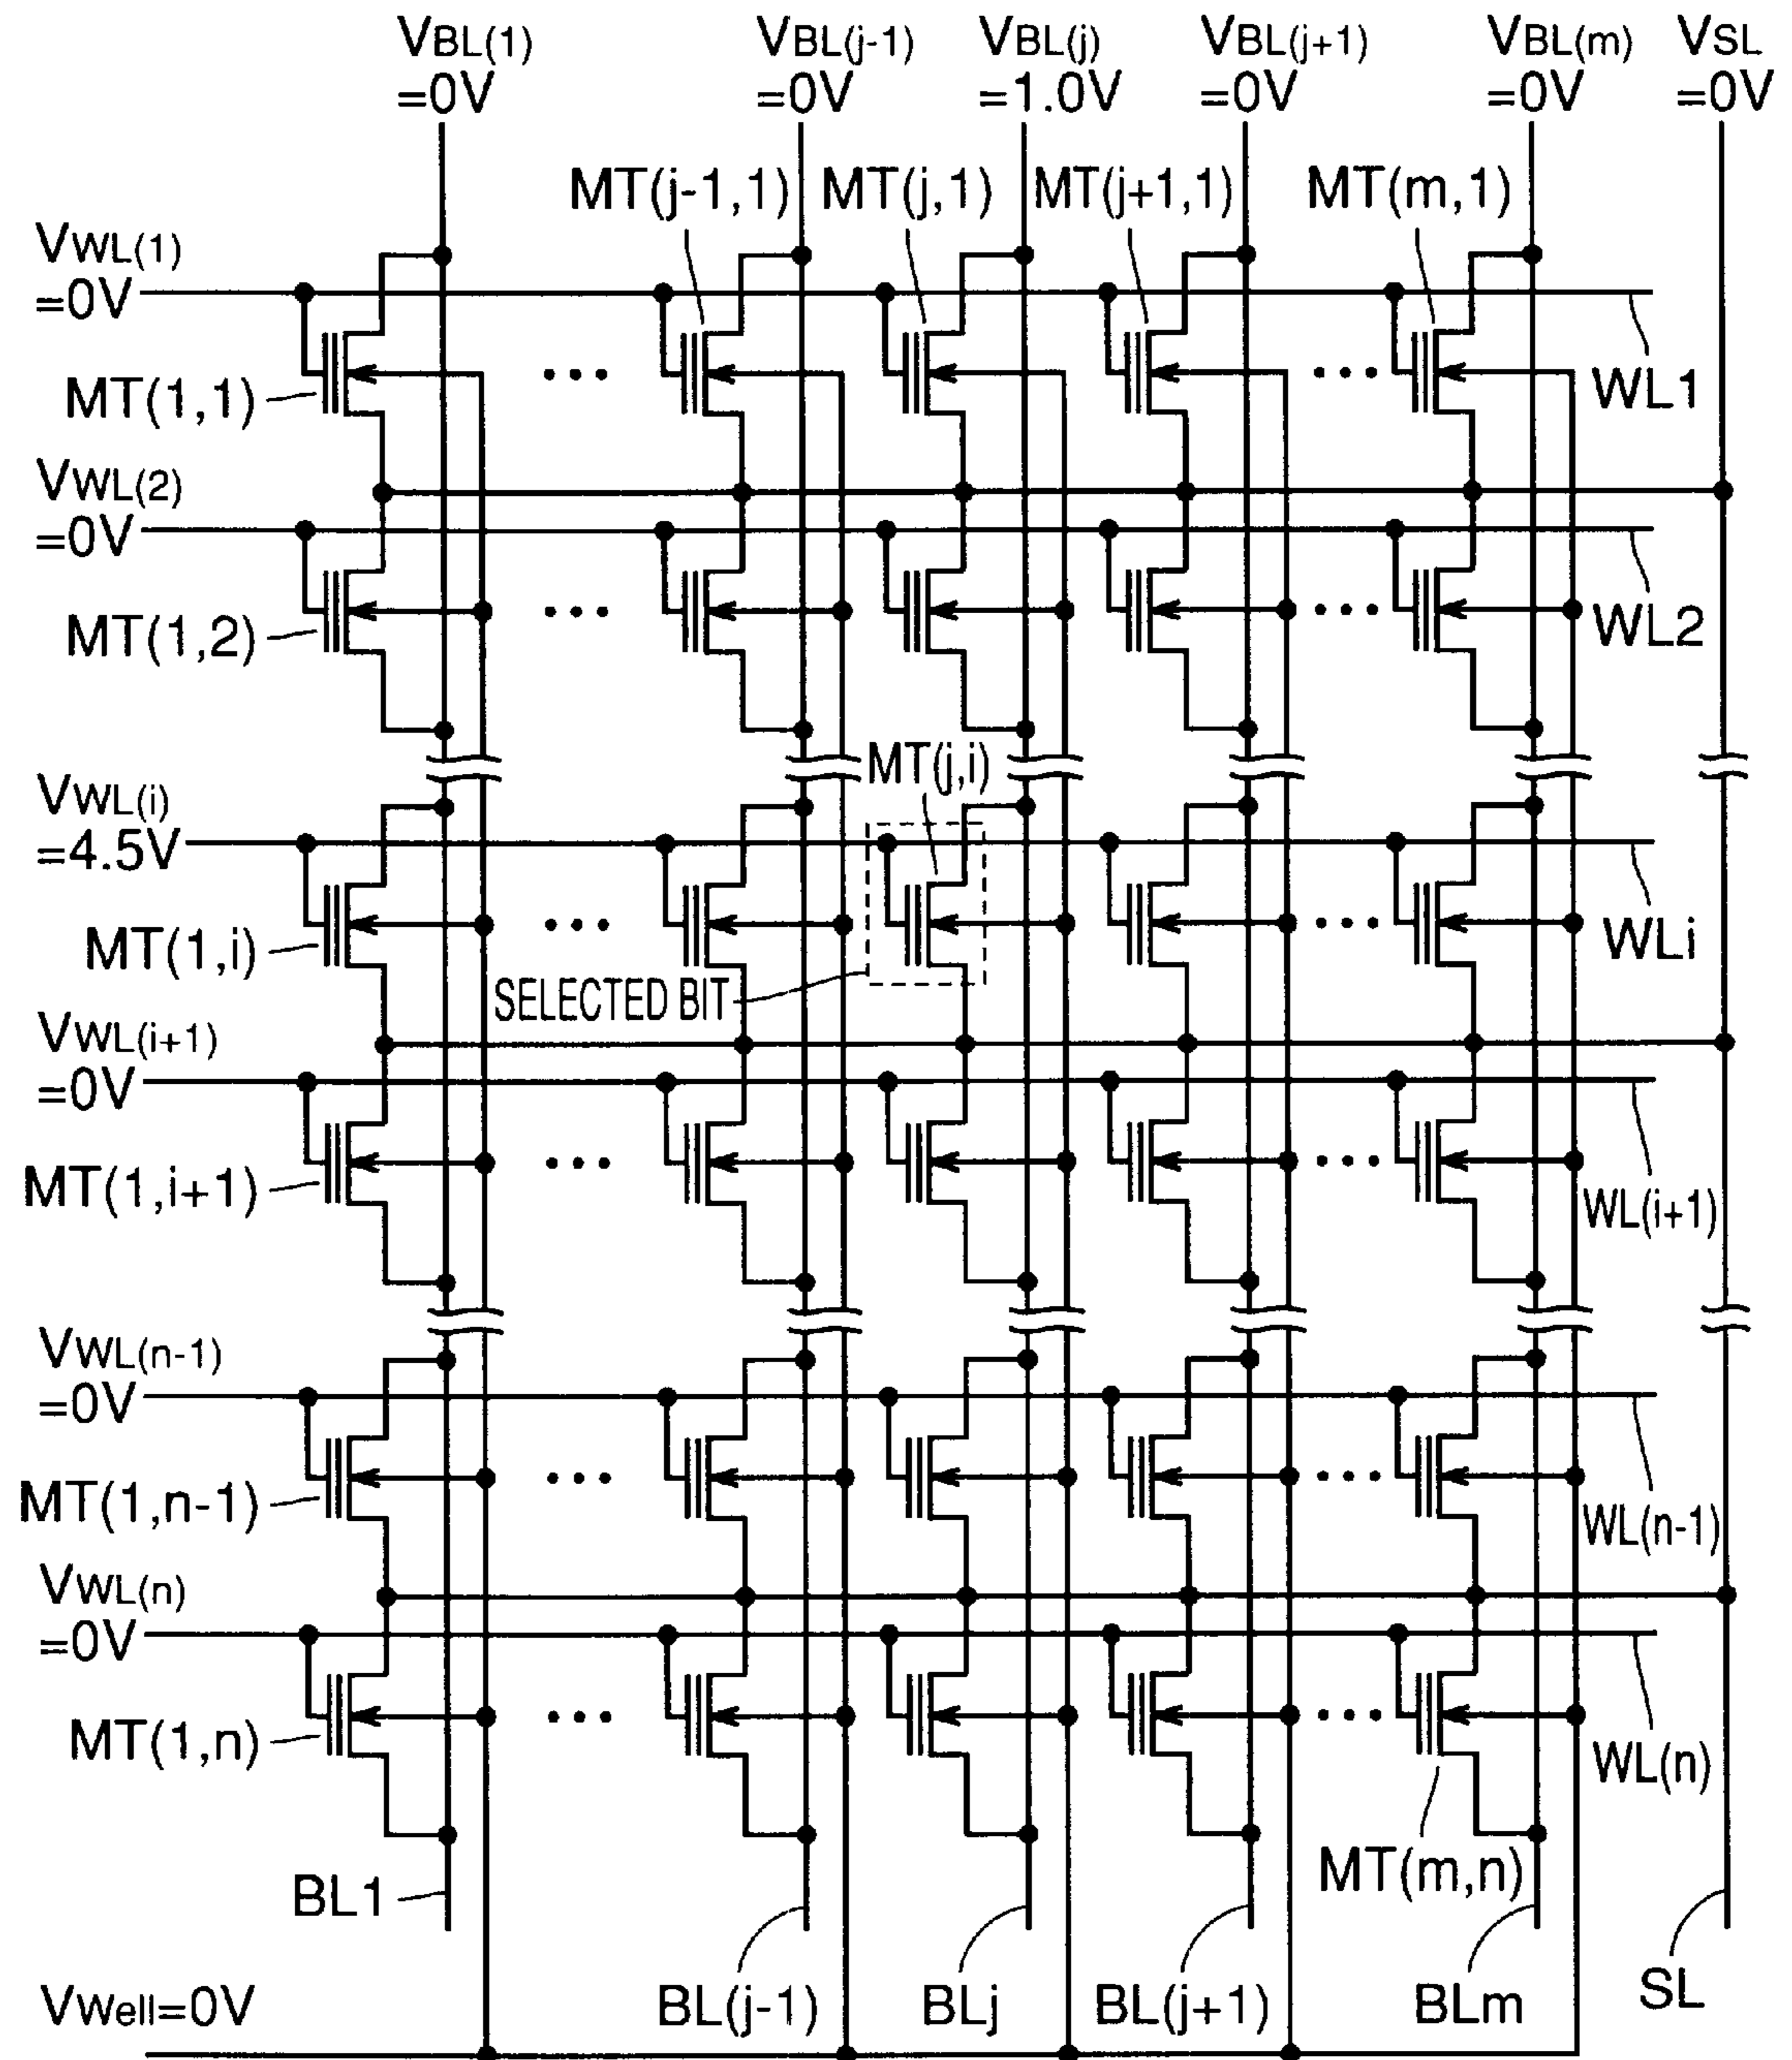 VBL(1) VBL(j-1) VBL(j) VBL(j+1) VBL(m) VSL
=0V =0V =1.0V =0V =0V =0V
MT(j-1,1) MT(j,1) MT(j+1,1) MT(m,1)
VWL(1)
=0V
MT(1,1) ••• ••• WL1
VWL(2)
=0V
MT(1,2) ••• ••• WL2
MT(j,i)
VWL(i)
=4.5V
MT(1,i) ••• ••• WLi
SELECTED BIT
VWL(i+1)
=0V
MT(1,i+1) ••• ••• WL(i+1)
VWL(n-1)
=0V
MT(1,n-1) ••• ••• WL(n-1)
VWL(n)
=0V
MT(1,n) ••• ••• WL(n)
MT(m,n)
BL1
BL(j-1) BLj BL(j+1) BLm SL
VWell=0V